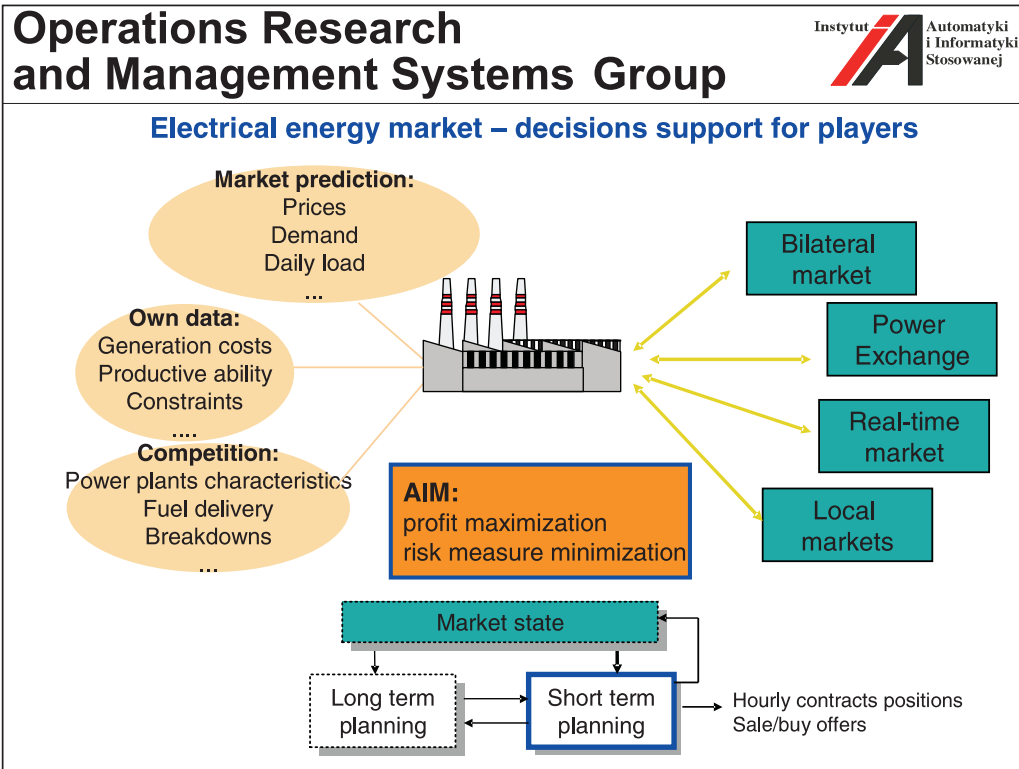 Operations Research
and Management Systems Group
Instytut
Automatyki
i Informatyki
Stosowanej
Electrical energy market – decisions support for players
Market prediction:
Prices
Demand
Daily load
...
Own data:
Generation costs
Productive ability
Constraints
....
Competition:
Power plants characteristics
Fuel delivery
Breakdowns
...
Bilateral
market
Power
Exchange
Real-time
market
Local
markets
AIM:
profit maximization
risk measure minimization
Market state
Long term
planning
Short term
planning
Hourly contracts positions
Sale/buy offers